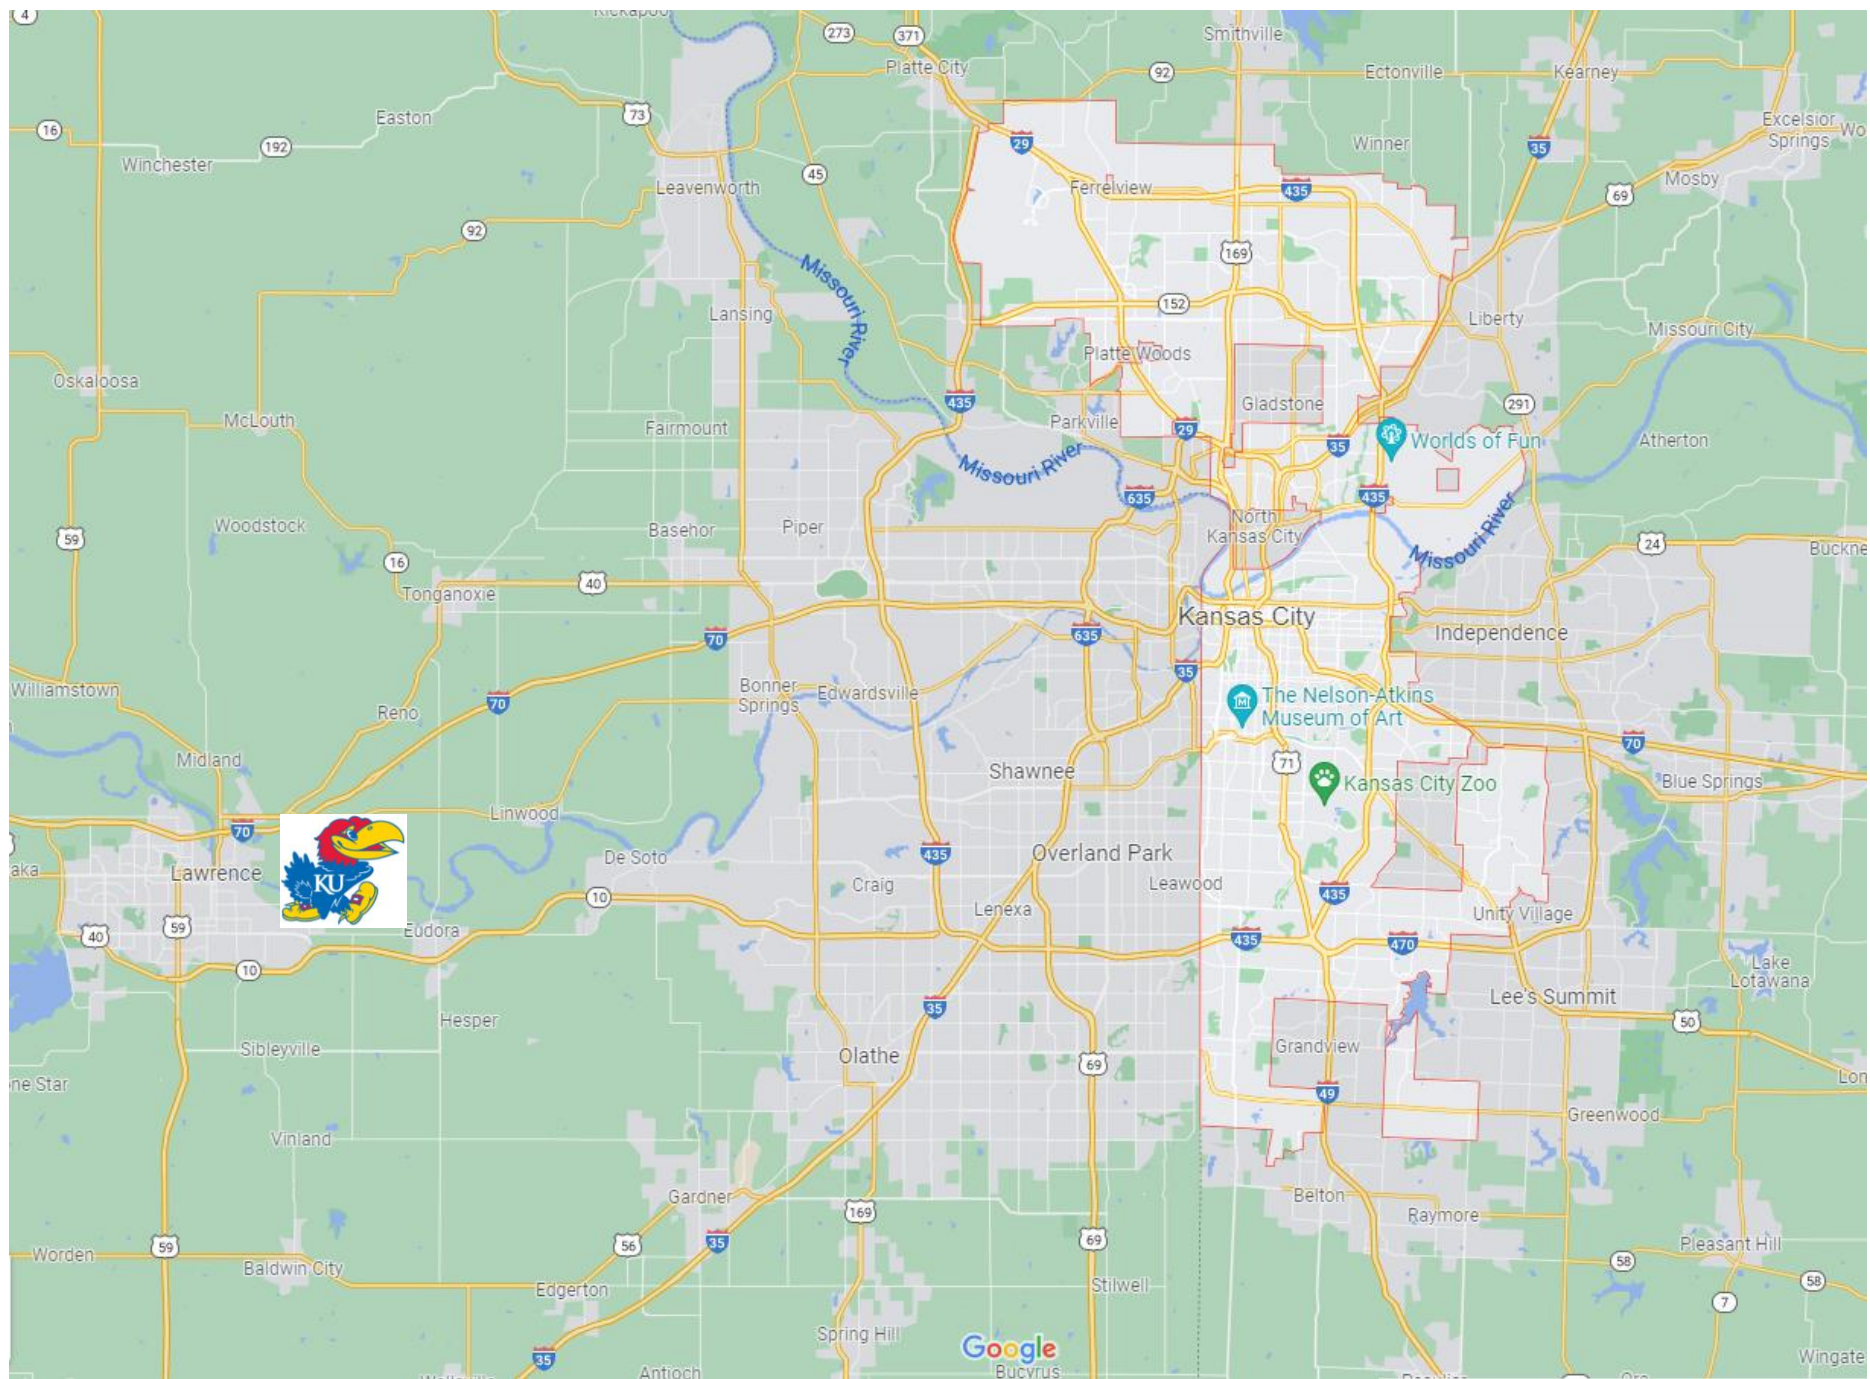 4
Kickapoo
273
371
Smithville
Platte City
92
Ectonville
Kearney
Easton
73
16
192
Winchester
29
35
Winner
Excelsior
Springs
Leavenworth
45
Ferrelview
435
Mosby
69
92
169
Missouri
River
Lansing
152
Liberty
Missouri City
Platte Woods
Oskaloosa
435
Gladstone
291
McLouth
Fairmount
Parkville
29
35
Worlds of Fun
Atherton
Missouri River
635
435
Woodstock
Basehor
Piper
North
Kansas City
Missouri River
59
24
16
40
Tonganoxie
Kansas City
70
635
Independence
35
Williamstown
70
Reno
Bonner
Springs
Edwardsville
The Nelson-Atkins
Museum of Art
Midland
70
Shawnee
71
Kansas City Zoo
Blue Springs
Linwood
70
De Soto
435
Overland Park
aka
Lawrence
KU
Craig
Leawood
10
Lenexa
435
59
40
Eudora
435
470
Unity Village
10
Lake
Lotawana
35
Lee's Summit
50
Hesper
Sibleyville
Olathe
69
Grandview
ne Star
Lon
49
Greenwood
Vinland
Gardner
Belton
169
Raymore
59
56
35
69
Pleasant Hill
Worden
Baldwin City
58
58
Edgerton
Stilwell
7
Spring Hill
Google
35
Antioch
Bucyrus
Wingate